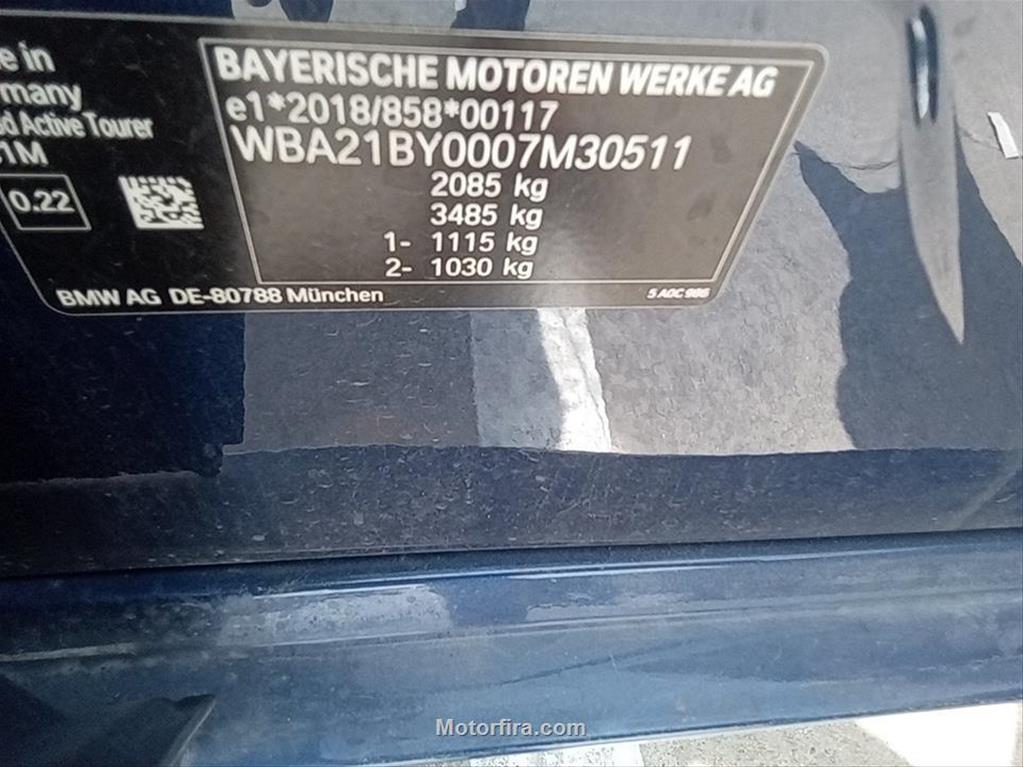 e in
many
d Active Tourer
1M
0.22
BAYERISCHE MOTOREN WERKE AG
e1*2018/858*00117
WBA21BY0007M30511
2085 kg
3485 kg
1- 1115 kg
2- 1030 kg
BMW AG DE-80788 München
5 A0C 986
Motorfira.com